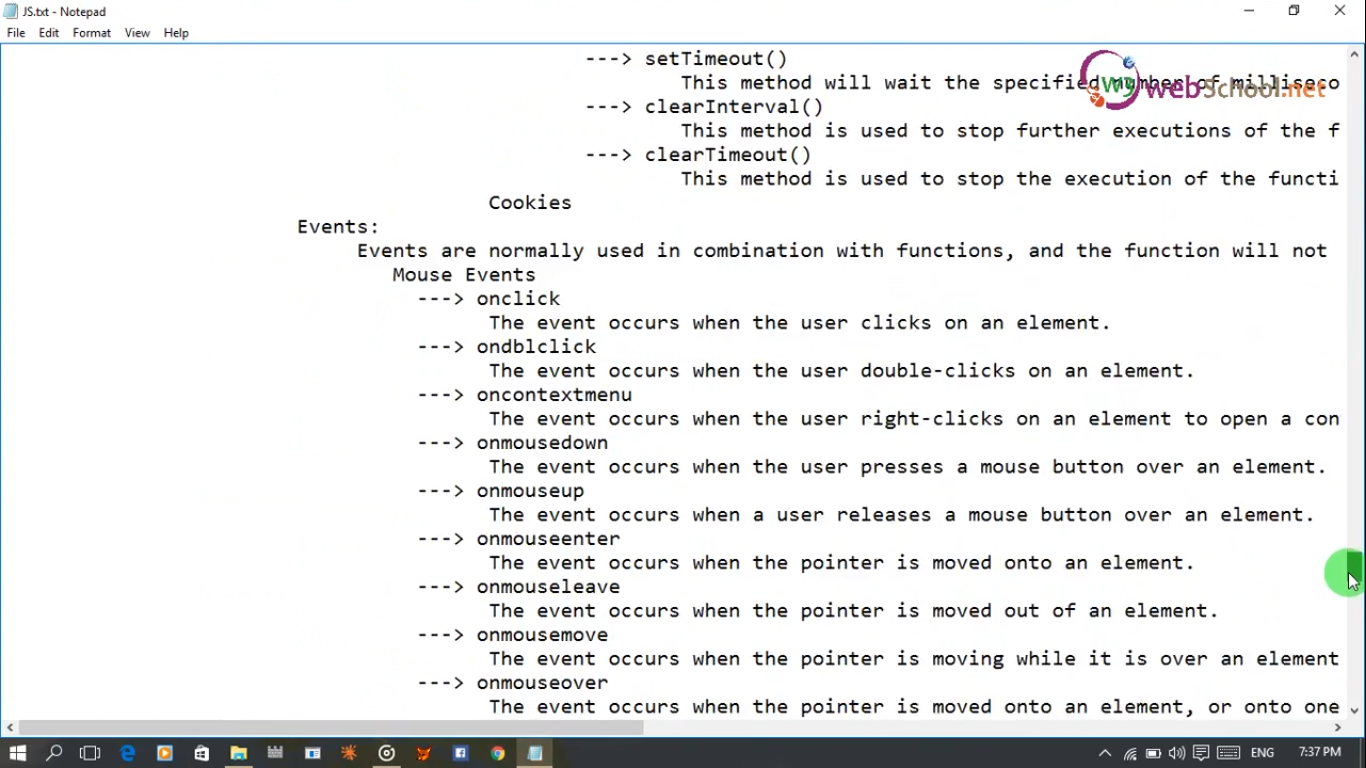 JS.txt - Notepad
File Edit Format View Help
---> setTimeout()
This method will wait the specified number of milliseco
---> clearInterval()
This method is used to stop further executions of the f
---> clearTimeout()
This method is used to stop the execution of the functi
Cookies
Events:
Events are normally used in combination with functions, and the function will not
Mouse Events
---> onclick
The event occurs when the user clicks on an element.
---> ondblclick
The event occurs when the user double-clicks on an element.
---> oncontextmenu
The event occurs when the user right-clicks on an element to open a con
---> onmousedown
The event occurs when the user presses a mouse button over an element.
---> onmouseup
The event occurs when a user releases a mouse button over an element.
---> onmouseenter
The event occurs when the pointer is moved onto an element.
---> onmouseleave
The event occurs when the pointer is moved out of an element.
---> onmousemove
The event occurs when the pointer is moving while it is over an element
---> onmouseover
The event occurs when the pointer is moved onto an element, or onto one
W3 webSchool.net
ENG 7:37 PM